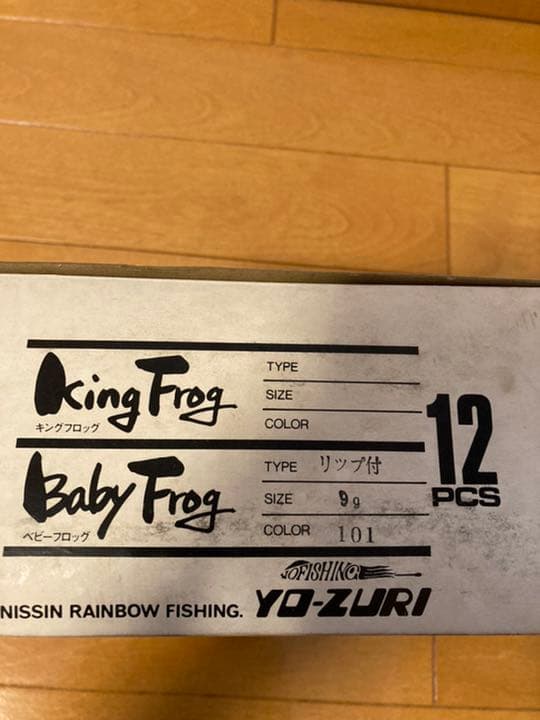 King Frog
キングフロッグ
TYPE
SIZE
COLOR
12
PCS
Baby Frog
ベビーフロッグ
TYPE リップ付
SIZE 9g
COLOR 101
JOFISHING
NISSIN RAINBOW FISHING. YO-ZURI